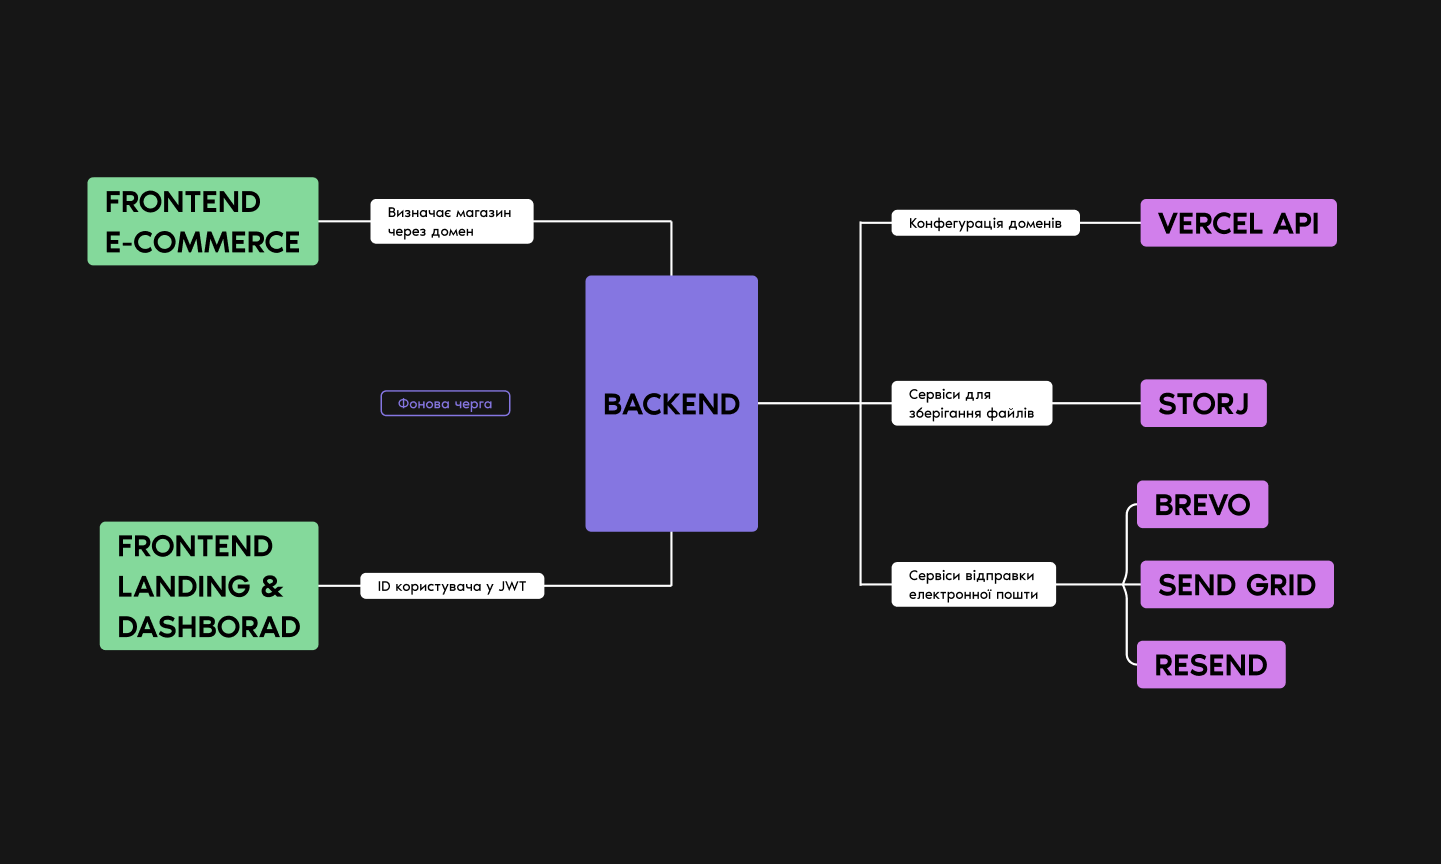 FRONTEND
E-COMMERCE
Визначає магазин
через домен
Конфегурація доменів
VERCEL API
Фонова черга
BACKEND
Сервіси для
зберігання файлів
STORJ
FRONTEND
LANDING &
DASHBORAD
ID користувача у JWT
Сервіси відправки
електронної пошти
BREVO
SEND GRID
RESEND